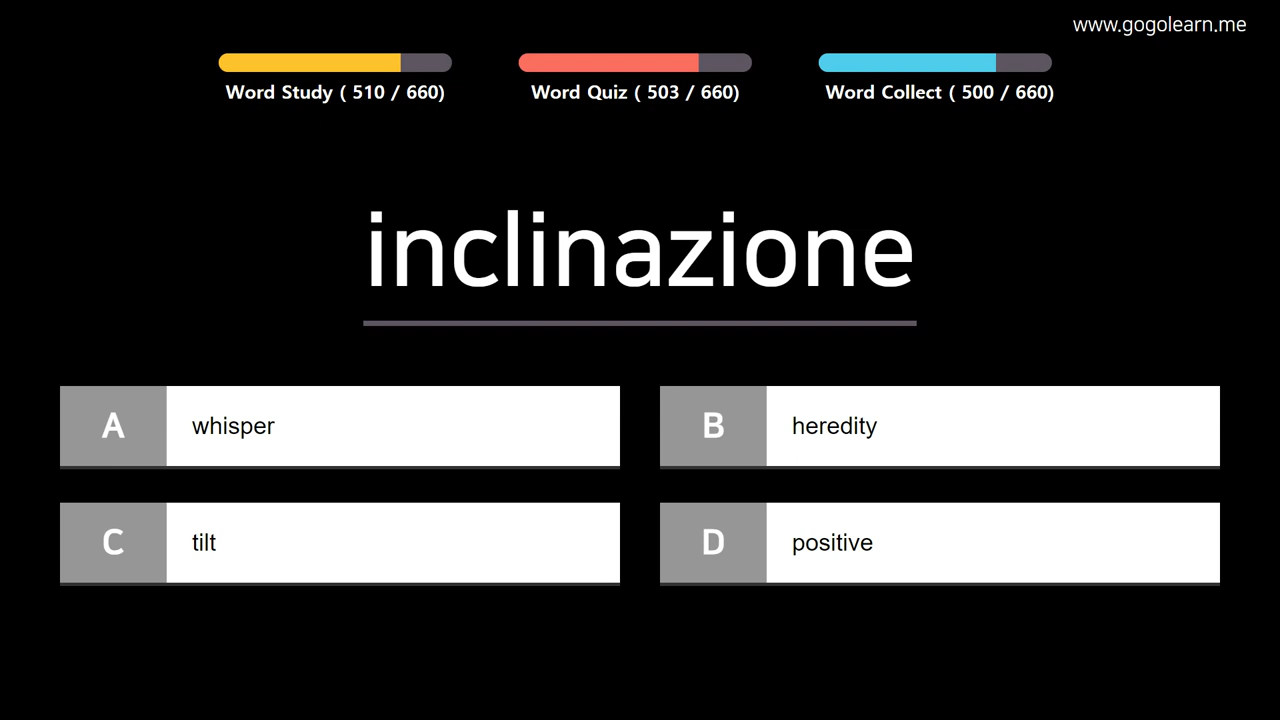 www.gogolearn.me
Word Study ( 510 / 660)
Word Quiz ( 503 / 660)
Word Collect ( 500 / 660)
inclinazione
A whisper
B heredity
C tilt
D positive